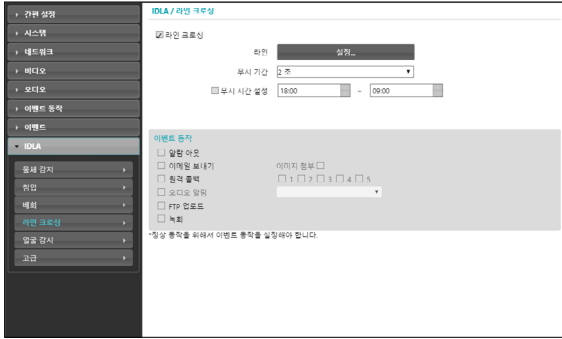 간편 설정
시스템
네트워크
비디오
오디오
이벤트 동작
이벤트
IDLA
물체 감지
침입
배회
라인 크로싱
얼굴 감시
고급
IDLA / 라인 크로싱
라인 크로싱
라인 설정...
무시 기간 2 초
무시 시간 설정 18:00 ~ 09:00
이벤트 동작
알람 아웃
이메일 보내기 이미지 첨부
원격 콜백 1 2 3 4 5
오디오 알람
FTP 업로드
녹화
*정상 동작을 위해서 이벤트 동작을 설정해야 합니다.